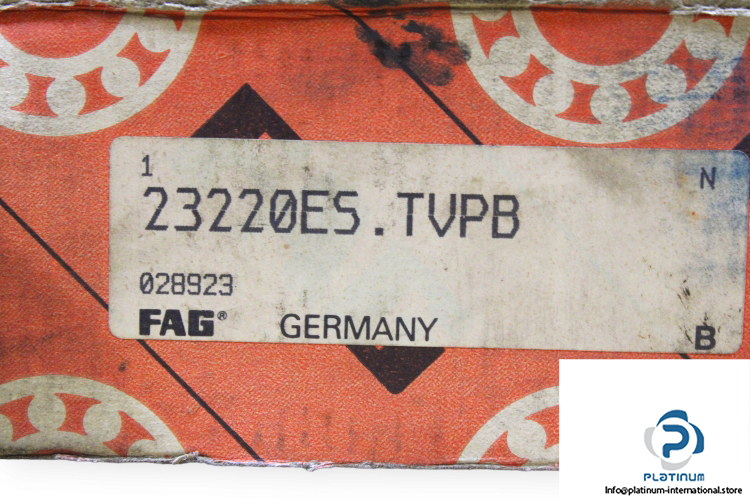 1 N
23220ES.TVPB
028923
FAG® GERMANY B
PLATINUM
Info@platinum-international.store